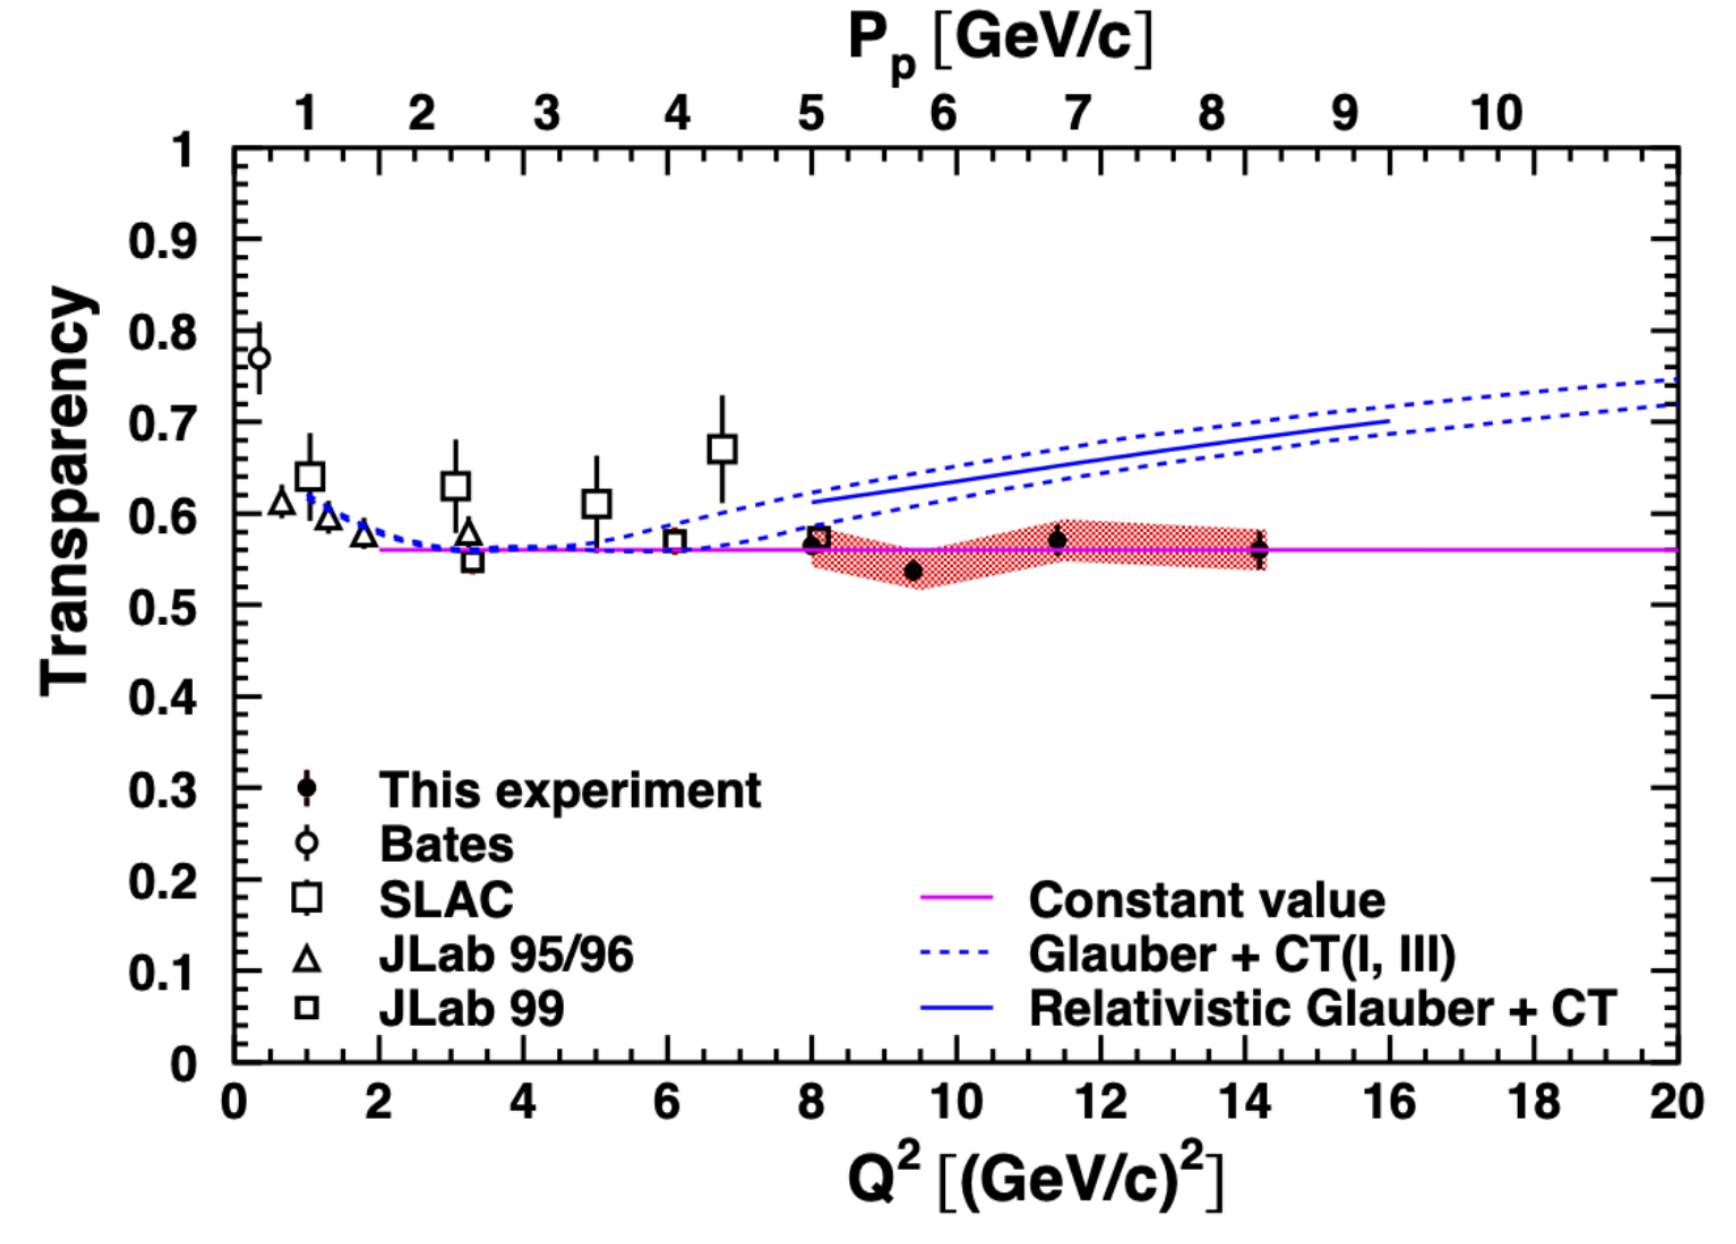 P_p [GeV/c]
1 2 3 4 5 6 7 8 9 10
1
0.9
0.8
0.7
0.6
0.5
0.4
0.3
0.2
0.1
0
Transparency
This experiment
Bates
SLAC
JLab 95/96
JLab 99
Constant value
Glauber + CT(I, III)
Relativistic Glauber + CT
0 2 4 6 8 10 12 14 16 18 20
Q² [(GeV/c)²]